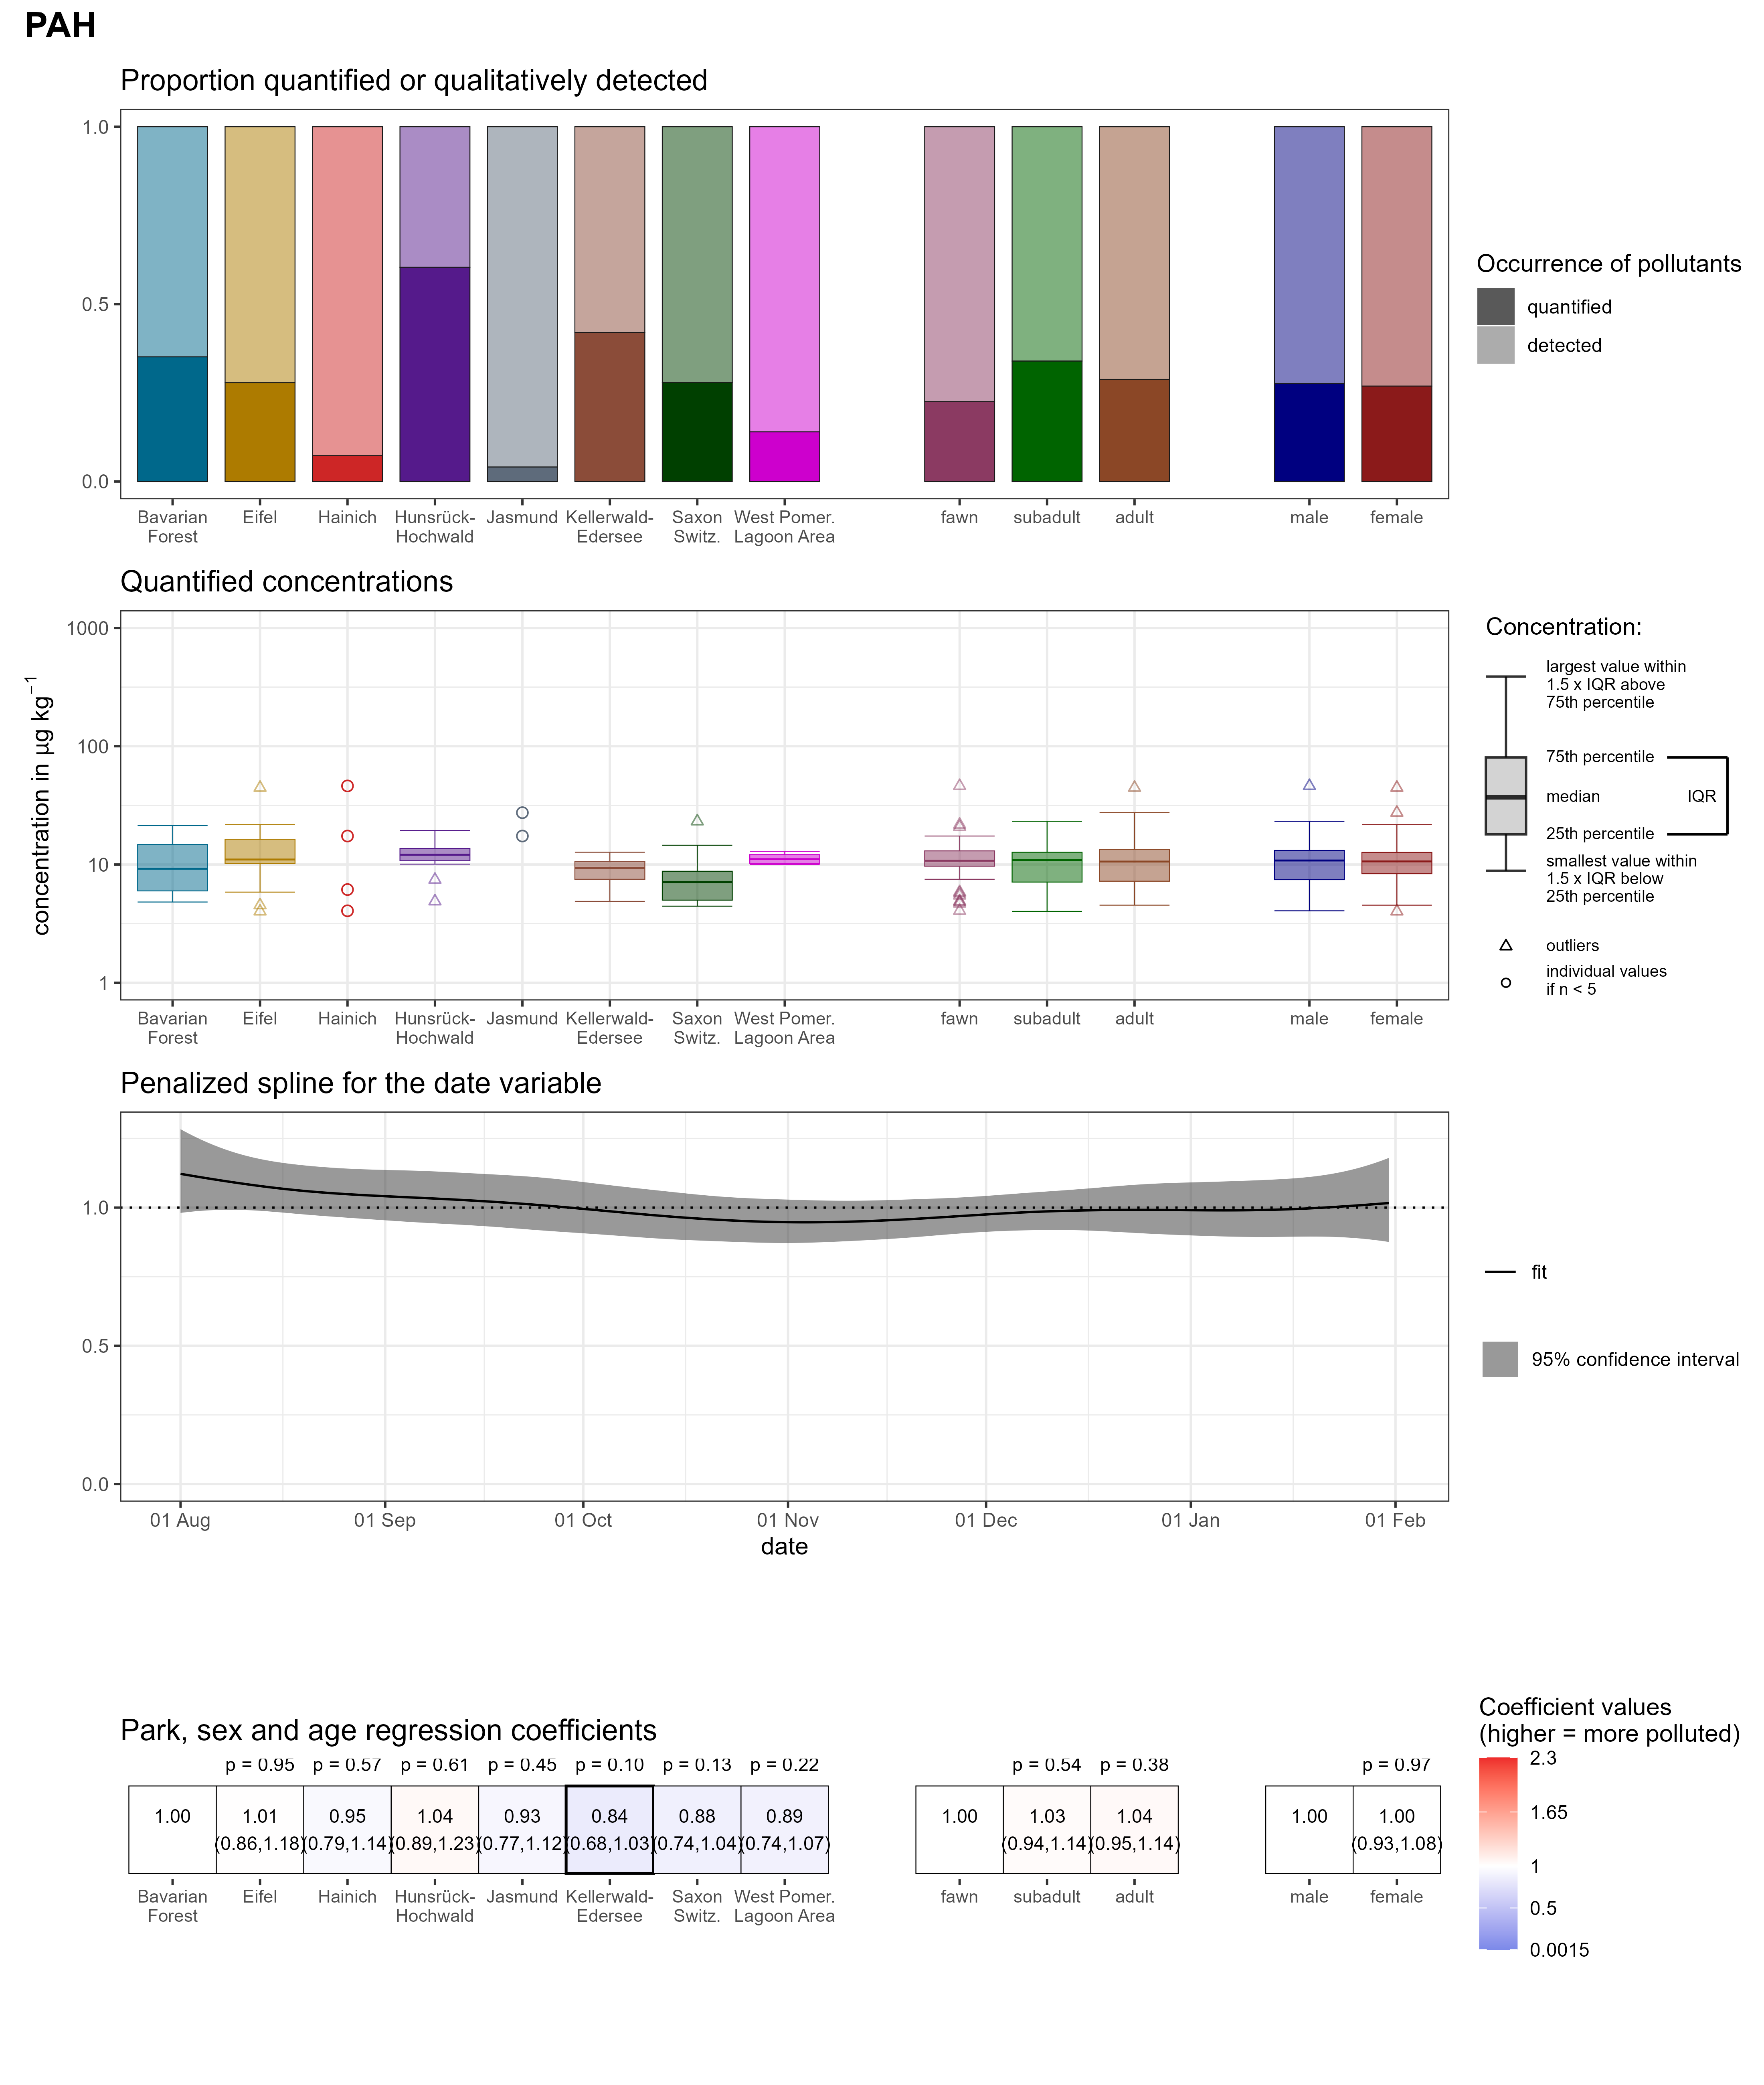 PAH
Proportion quantified or qualitatively detected
1.0
0.5
0.0
Bavarian Forest
Eifel
Hainich
Hunsrück-Hochwald
Jasmund
Kellerwald-Edersee
Saxon Switz.
West Pomer. Lagoon Area
fawn
subadult
adult
male
female
Occurrence of pollutants
quantified
detected
Quantified concentrations
concentration in µg kg⁻¹
1000
100
10
1
Bavarian Forest
Eifel
Hainich
Hunsrück-Hochwald
Jasmund
Kellerwald-Edersee
Saxon Switz.
West Pomer. Lagoon Area
fawn
subadult
adult
male
female
Concentration:
largest value within
1.5 x IQR above
75th percentile
75th percentile
median
IQR
25th percentile
smallest value within
1.5 x IQR below
25th percentile
outliers
individual values
if n < 5
Penalized spline for the date variable
1.0
0.5
0.0
01 Aug
01 Sep
01 Oct
01 Nov
01 Dec
01 Jan
01 Feb
date
fit
95% confidence interval
Park, sex and age regression coefficients
p = 0.95
p = 0.57
p = 0.61
p = 0.45
p = 0.10
p = 0.13
p = 0.22
p = 0.54
p = 0.38
p = 0.97
1.00
1.01
0.95
1.04
0.93
0.84
0.88
0.89
1.00
1.03
1.04
1.00
1.00
(0.86,1.18)
(0.79,1.14)
(0.89,1.23)
(0.77,1.12)
(0.68,1.03)
(0.74,1.04)
(0.74,1.07)
(0.94,1.14)
(0.95,1.14)
(0.93,1.08)
Bavarian Forest
Eifel
Hainich
Hunsrück-Hochwald
Jasmund
Kellerwald-Edersee
Saxon Switz.
West Pomer. Lagoon Area
fawn
subadult
adult
male
female
Coefficient values
(higher = more polluted)
2.3
1.65
1
0.5
0.0015